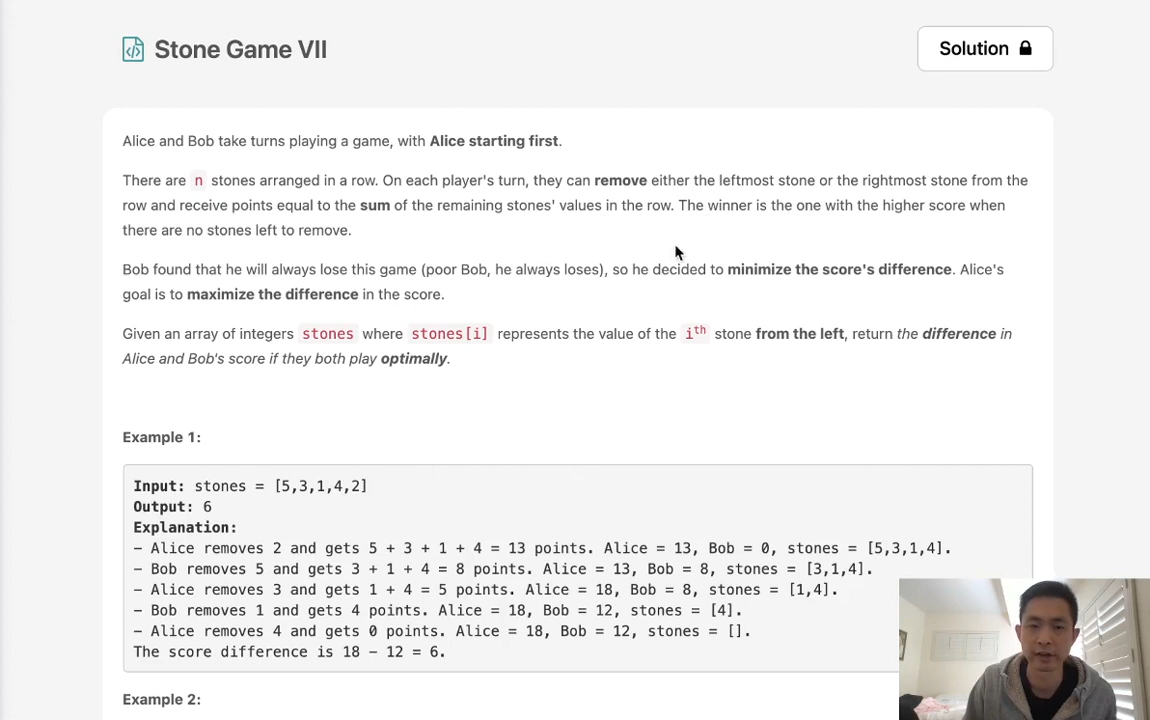 Stone Game VII
Solution
Alice and Bob take turns playing a game, with Alice starting first.
There are n stones arranged in a row. On each player's turn, they can remove either the leftmost stone or the rightmost stone from the
row and receive points equal to the sum of the remaining stones' values in the row. The winner is the one with the higher score when
there are no stones left to remove.
Bob found that he will always lose this game (poor Bob, he always loses), so he decided to minimize the score's difference. Alice's
goal is to maximize the difference in the score.
Given an array of integers stones where stones[i] represents the value of the ith stone from the left, return the difference in
Alice and Bob's score if they both play optimally.
Example 1:
Input: stones = [5,3,1,4,2]
Output: 6
Explanation:
- Alice removes 2 and gets 5 + 3 + 1 + 4 = 13 points. Alice = 13, Bob = 0, stones = [5,3,1,4].
- Bob removes 5 and gets 3 + 1 + 4 = 8 points. Alice = 13, Bob = 8, stones = [3,1,4].
- Alice removes 3 and gets 1 + 4 = 5 points. Alice = 18, Bob = 8, stones = [1,4].
- Bob removes 1 and gets 4 points. Alice = 18, Bob = 12, stones = [4].
- Alice removes 4 and gets 0 points. Alice = 18, Bob = 12, stones = [].
The score difference is 18 - 12 = 6.
Example 2: